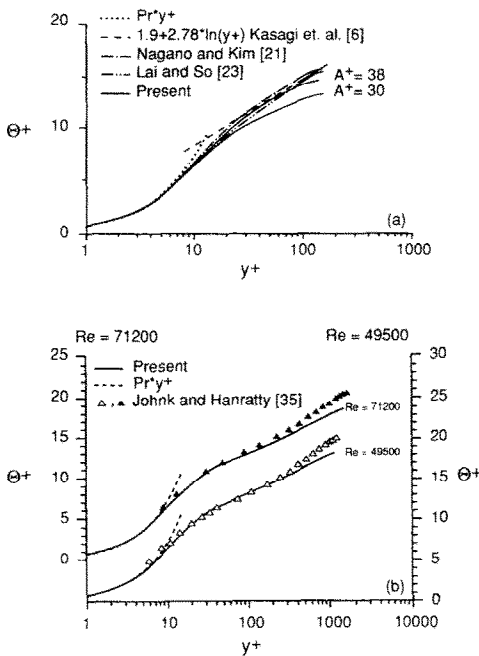 Pr*y+
1.9+2.78*ln(y+) Kasagi et. al. [6]
Nagano and Kim [21]
Lai and So [23]
Present
A+= 38
A+= 30
20
10
0
Θ+
(a)
1
10
100
1000
y+
Re = 71200
Re = 49500
Present
Pr*y+
Johnk and Hanratty [35]
25
20
15
10
5
0
Θ+
30
25
20
15
10
5
0
Θ+
Re = 71200
Re = 49500
(b)
1
10
100
1000
y+